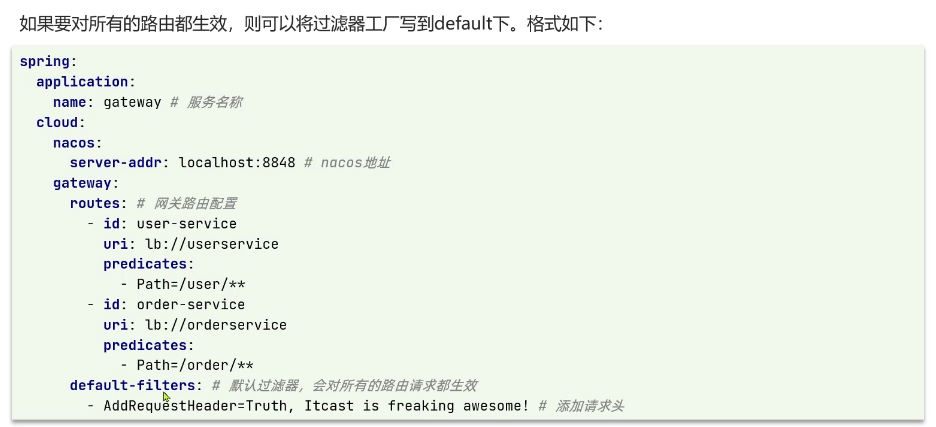 如果要对所有的路由都生效，则可以将过滤器工厂写到default下。格式如下：
spring:
  application:
    name: gateway # 服务名称
  cloud:
    nacos:
      server-addr: localhost:8848 # nacos地址
    gateway:
      routes: # 网关路由配置
        - id: user-service
          uri: lb://userservice
          predicates:
            - Path=/user/**
        - id: order-service
          uri: lb://orderservice
          predicates:
            - Path=/order/**
      default-filters: # 默认过滤器，会对所有的路由请求都生效
        - AddRequestHeader=Truth, Itcast is freaking awesome! # 添加请求头